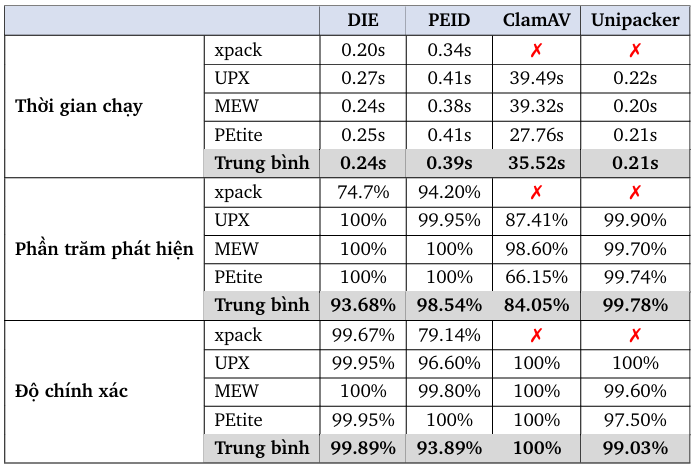 DIE PEID ClamAV Unipacker
xpack 0.20s 0.34s ✗ ✗
UPX 0.27s 0.41s 39.49s 0.22s
Thời gian chạy MEW 0.24s 0.38s 39.32s 0.20s
PEtite 0.25s 0.41s 27.76s 0.21s
Trung bình 0.24s 0.39s 35.52s 0.21s
xpack 74.7% 94.20% ✗ ✗
UPX 100% 99.95% 87.41% 99.90%
Phần trăm phát hiện MEW 100% 100% 98.60% 99.70%
PEtite 100% 100% 66.15% 99.74%
Trung bình 93.68% 98.54% 84.05% 99.78%
xpack 99.67% 79.14% ✗ ✗
UPX 99.95% 96.60% 100% 100%
Độ chính xác MEW 100% 99.80% 100% 99.60%
PEtite 99.95% 100% 100% 97.50%
Trung bình 99.89% 93.89% 100% 99.03%